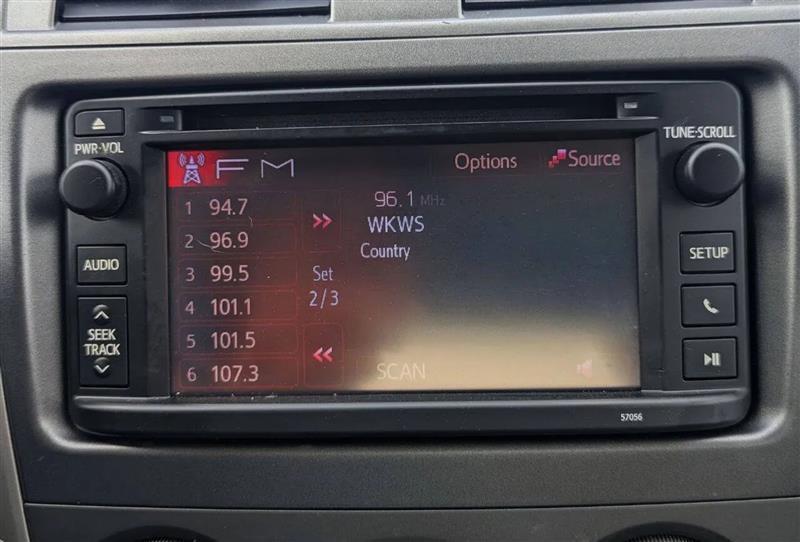 PWR•VOL
AUDIO
SEEK
TRACK
FM
Options
Source
1 94.7
2 96.9
3 99.5
4 101.1
5 101.5
6 107.3
Set
2/3
96.1 MHz
WKWS
Country
SCAN
TUNE•SCROLL
SETUP
57056